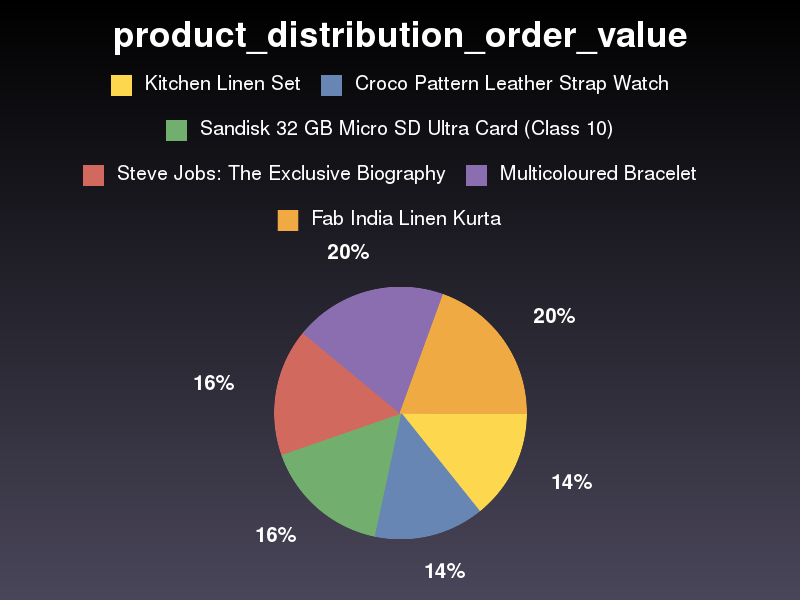 product_distribution_order_value
Kitchen Linen Set Croco Pattern Leather Strap Watch
Sandisk 32 GB Micro SD Ultra Card (Class 10)
Steve Jobs: The Exclusive Biography Multicoloured Bracelet
Fab India Linen Kurta
20%
20%
16%
14%
16%
14%